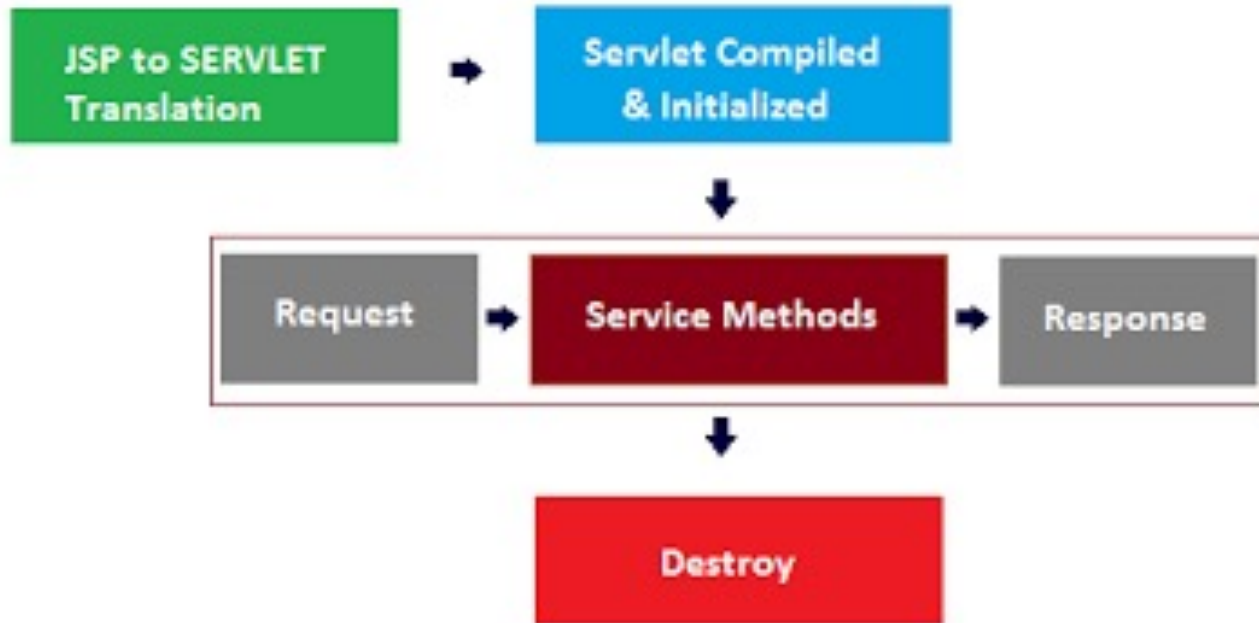 JSP to SERVLET
Translation
Servlet Compiled
& Initialized
Request
Service Methods
Response
Destroy